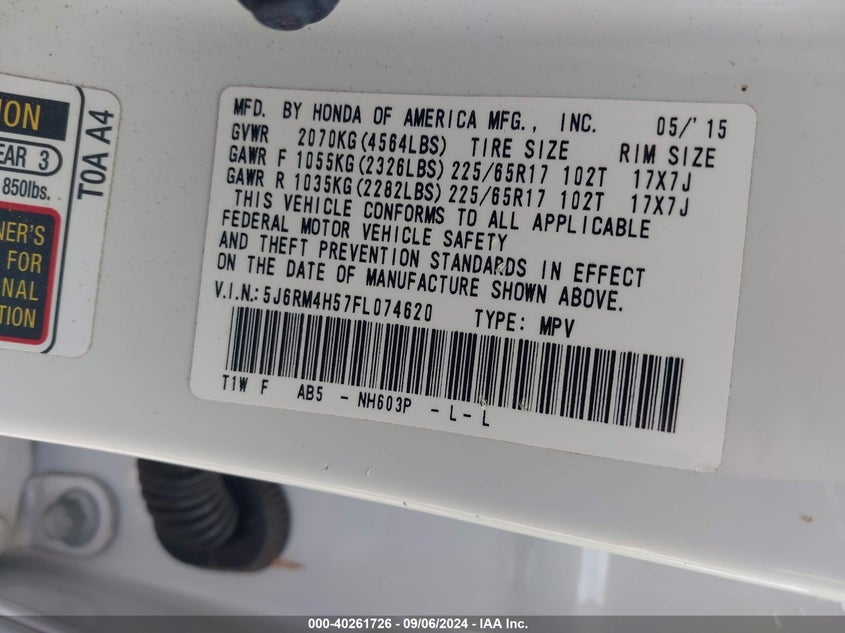 ION
EAR 3
850lbs.
NER'S
FOR
NAL
TION
T0A A4
MFD. BY HONDA OF AMERICA MFG., INC. 05/'15
GVWR 2070KG(4564LBS) TIRE SIZE RIM SIZE
GAWR F 1055KG(2326LBS) 225/65R17 102T 17X7J
GAWR R 1035KG(2282LBS) 225/65R17 102T 17X7J
THIS VEHICLE CONFORMS TO ALL APPLICABLE
FEDERAL MOTOR VEHICLE SAFETY
AND THEFT PREVENTION STANDARDS IN EFFECT
ON THE DATE OF MANUFACTURE SHOWN ABOVE.
V.I.N.:5J6RM4H57FL074620 TYPE: MPV
T1W F AB5 - NH603P - L- L
000-40261726 - 09/06/2024 - IAA Inc.